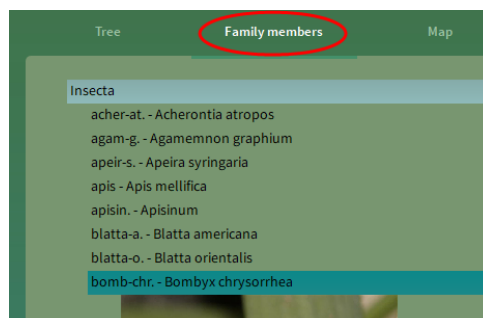 Tree Family members Map
Insecta
acher-at. - Acherontia atropos
agam-g. - Agamemnon graphium
apeir-s. - Apeira syringaria
apis - Apis mellifica
apisin. - Apisinum
blatta-a. - Blatta americana
blatta-o. - Blatta orientalis
bomb-chr. - Bombyx chrysorrhea